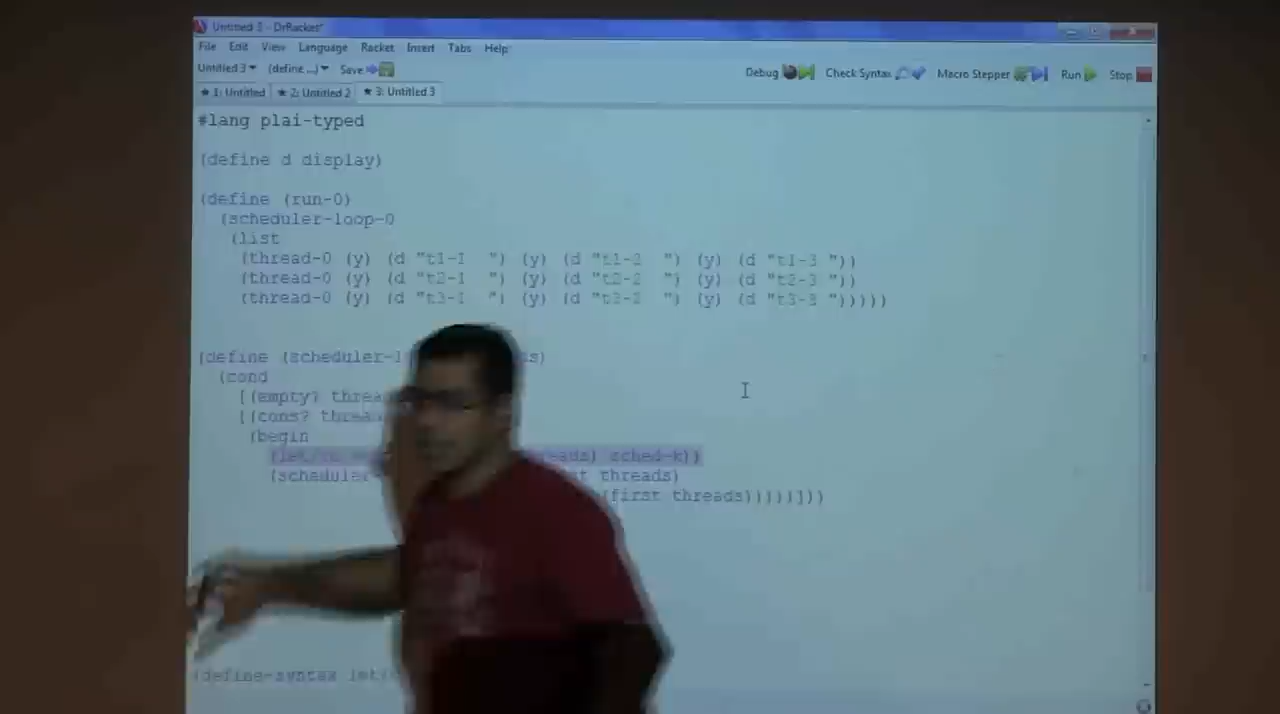 Untitled 3 - DrRacket*
File Edit View Language Racket Insert Tabs Help
Untitled 3 (define ...) Save Debug Check Syntax Macro Stepper Run Stop
1: Untitled 2: Untitled 2 3: Untitled 3
#lang plai-typed
(define d display)
(define (run-0)
(scheduler-loop-0
(list
(thread-0 (y) (d "t1-1 ") (y) (d "t1-2 ") (y) (d "t1-3 "))
(thread-0 (y) (d "t2-1 ") (y) (d "t2-2 ") (y) (d "t2-3 "))
(thread-0 (y) (d "t3-1 ") (y) (d "t3-2 ") (y) (d "t3-3 ")))))
(define
(cond
[(empty?
[(cons?
(begin
sched-k))
threads)
(first threads)))))]))
(define-syntax